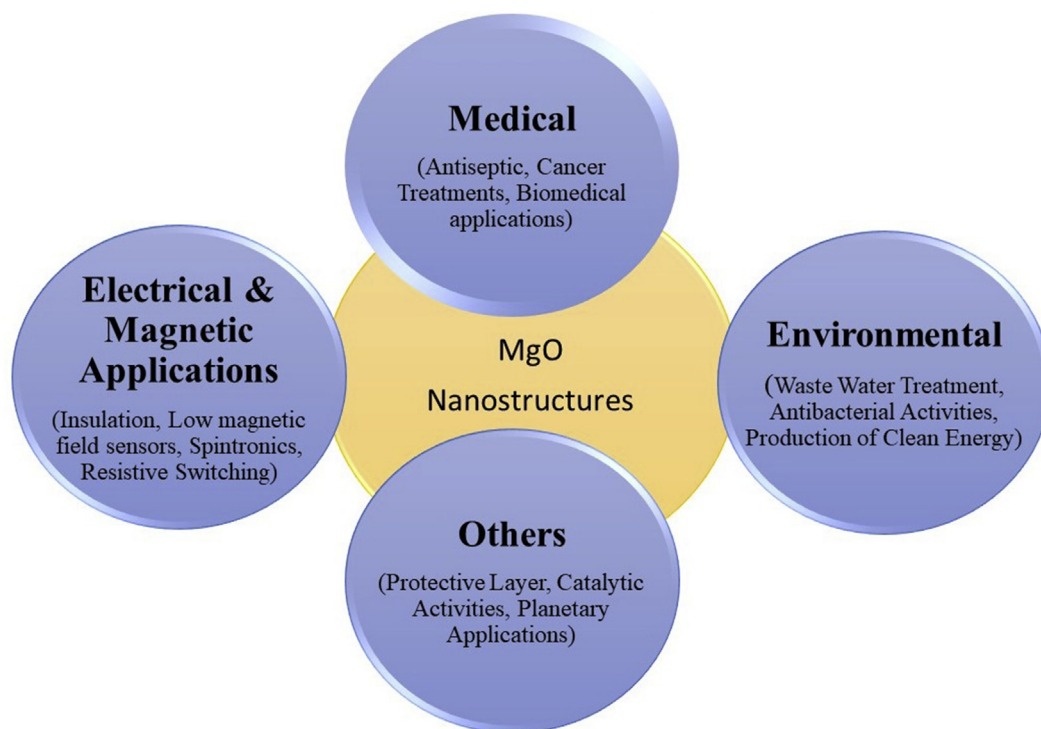 Medical
(Antiseptic, Cancer
Treatments, Biomedical
applications)
Electrical &
Magnetic
Applications
(Insulation, Low magnetic
field sensors, Spintronics,
Resistive Switching)
MgO
Nanostructures
Environmental
(Waste Water Treatment,
Antibacterial Activities,
Production of Clean Energy)
Others
(Protective Layer, Catalytic
Activities, Planetary
Applications)